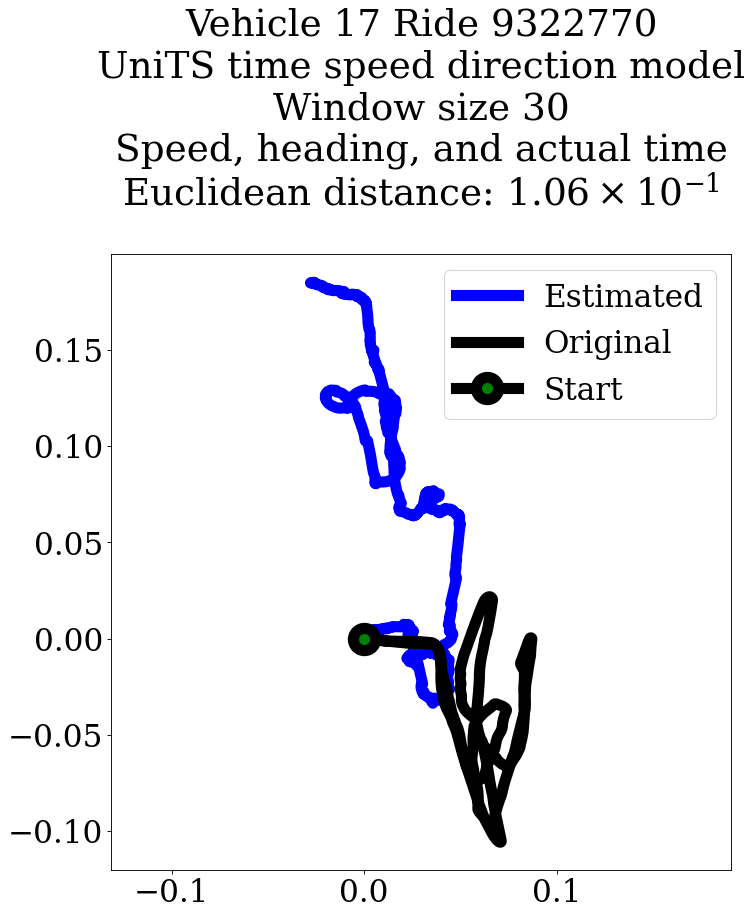 Vehicle 17 Ride 9322770
UniTS time speed direction model
Window size 30
Speed, heading, and actual time
Euclidean distance: 1.06 × 10⁻¹
Estimated
Original
Start
0.15
0.10
0.05
0.00
−0.05
−0.10
−0.1
0.0
0.1